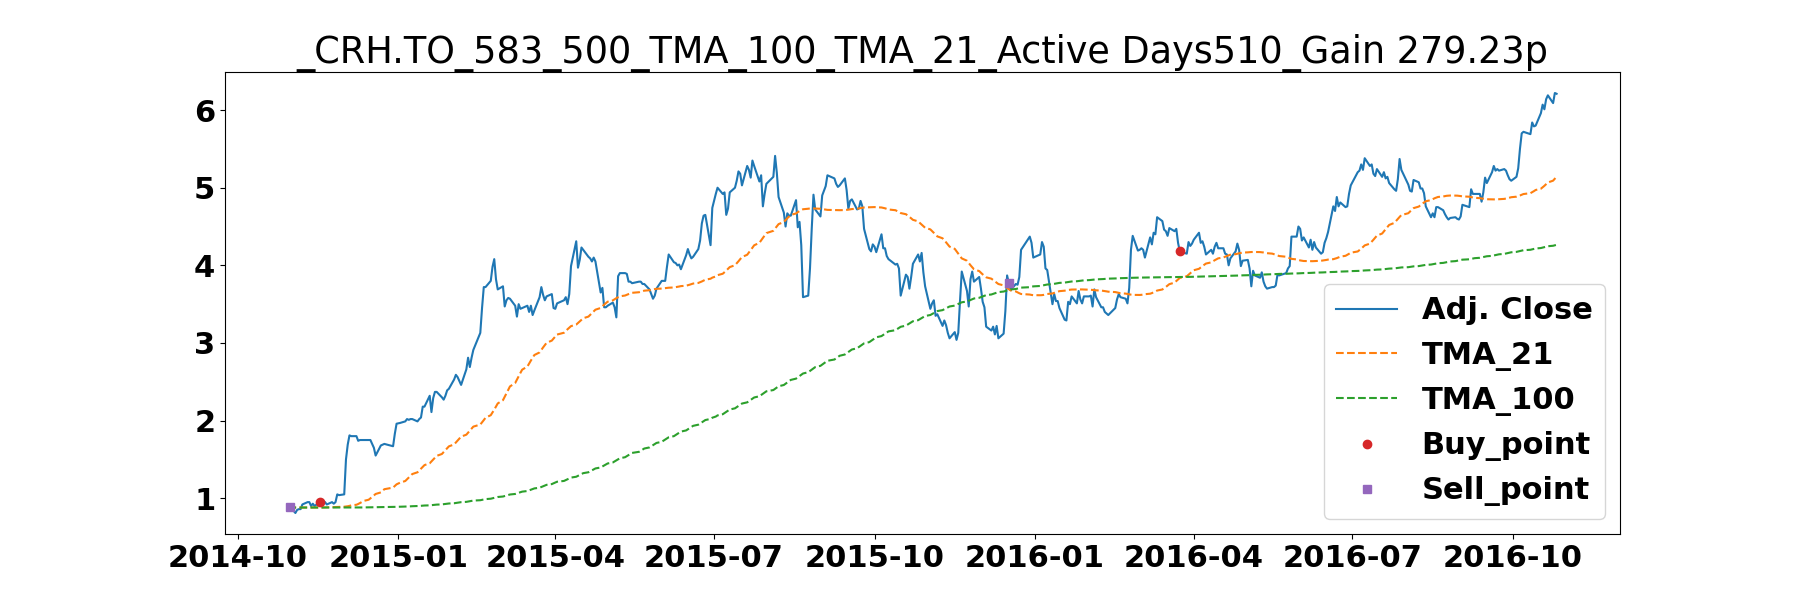 _CRH.TO_583_500_TMA_100_TMA_21_Active Days510_Gain 279.23p
6
5
4
3
2
1
Adj. Close
TMA_21
TMA_100
Buy_point
Sell_point
2014-10 2015-01 2015-04 2015-07 2015-10 2016-01 2016-04 2016-07 2016-10